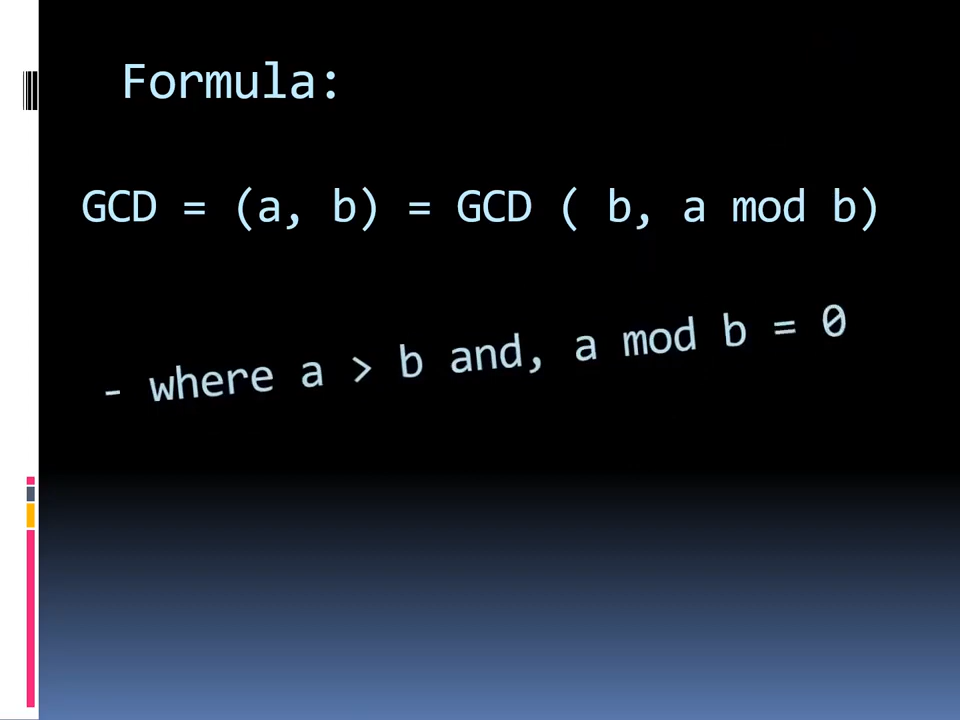 Formula:
GCD = (a, b) = GCD ( b, a mod b)
- where a > b and, a mod b = 0